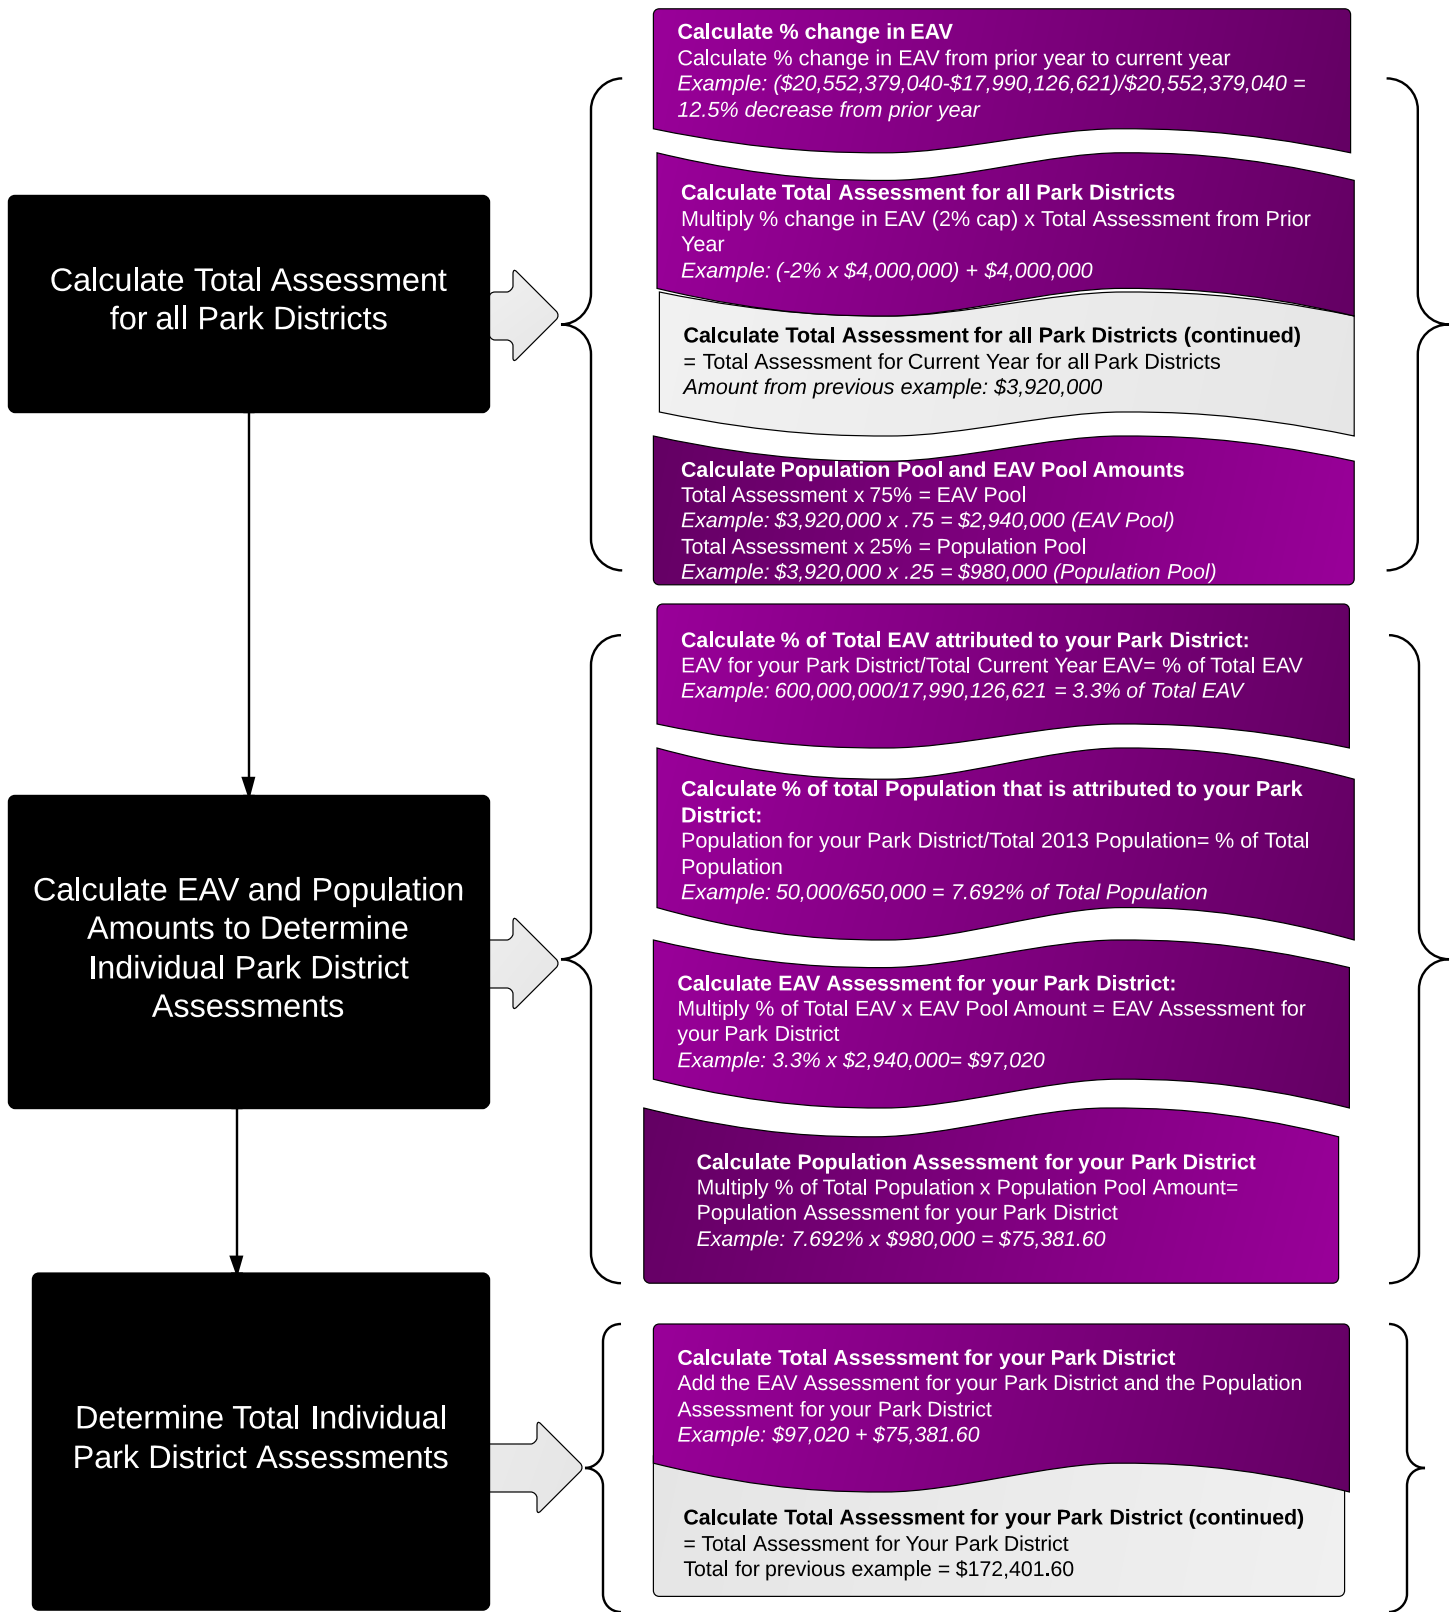 Calculate Total Assessment
for all Park Districts
Calculate % change in EAV
Calculate % change in EAV from prior year to current year
Example: ($20,552,379,040-$17,990,126,621)/$20,552,379,040 =
12.5% decrease from prior year
Calculate Total Assessment for all Park Districts
Multiply % change in EAV (2% cap) x Total Assessment from Prior
Year
Example: (-2% x $4,000,000) + $4,000,000
Calculate Total Assessment for all Park Districts (continued)
= Total Assessment for Current Year for all Park Districts
Amount from previous example: $3,920,000
Calculate Population Pool and EAV Pool Amounts
Total Assessment x 75% = EAV Pool
Example: $3,920,000 x .75 = $2,940,000 (EAV Pool)
Total Assessment x 25% = Population Pool
Example: $3,920,000 x .25 = $980,000 (Population Pool)
Calculate EAV and Population
Amounts to Determine
Individual Park District
Assessments
Calculate % of Total EAV attributed to your Park District:
EAV for your Park District/Total Current Year EAV= % of Total EAV
Example: 600,000,000/17,990,126,621 = 3.3% of Total EAV
Calculate % of total Population that is attributed to your Park
District:
Population for your Park District/Total 2013 Population= % of Total
Population
Example: 50,000/650,000 = 7.692% of Total Population
Calculate EAV Assessment for your Park District:
Multiply % of Total EAV x EAV Pool Amount = EAV Assessment for
your Park District
Example: 3.3% x $2,940,000= $97,020
Calculate Population Assessment for your Park District
Multiply % of Total Population x Population Pool Amount=
Population Assessment for your Park District
Example: 7.692% x $980,000 = $75,381.60
Determine Total Individual
Park District Assessments
Calculate Total Assessment for your Park District
Add the EAV Assessment for your Park District and the Population
Assessment for your Park District
Example: $97,020 + $75,381.60
Calculate Total Assessment for your Park District (continued)
= Total Assessment for Your Park District
Total for previous example = $172,401.60